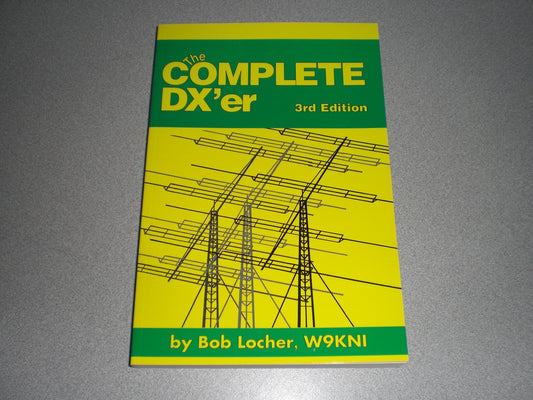 The
COMPLETE
DX'er
3rd Edition
by Bob Locher, W9KNI